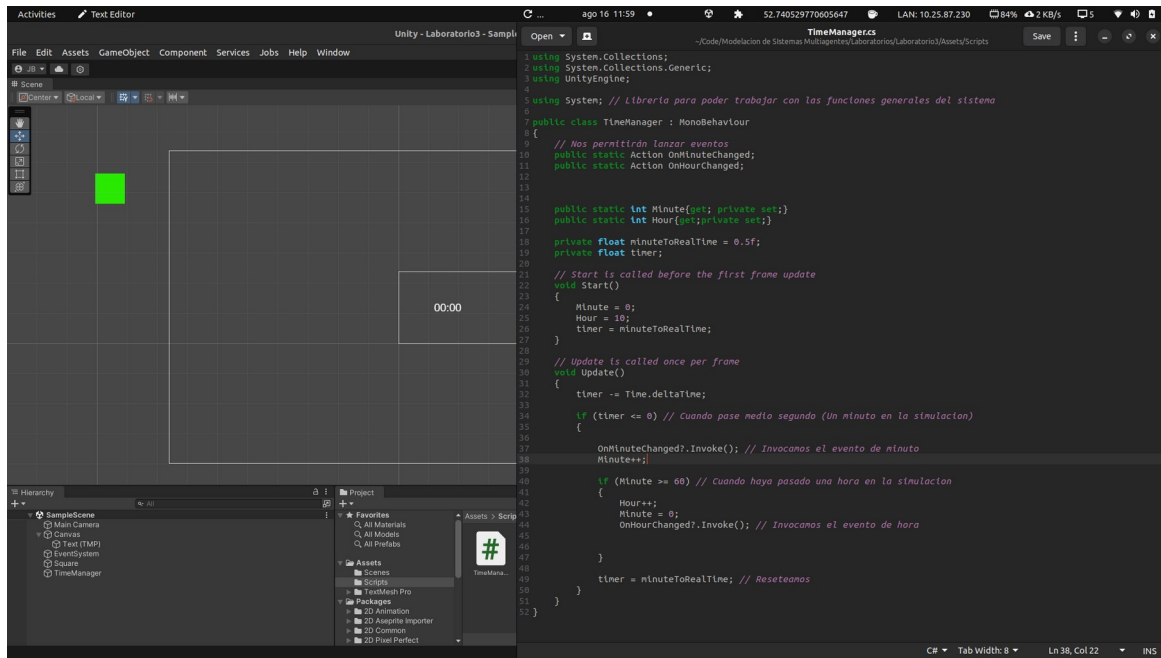 Activities Text Editor C ... ago 16 11:59 52.740529770605647 LAN: 10.25.87.230 84% 2 KB/s 5
Unity - Laboratorio3 - Sample
File Edit Assets GameObject Component Services Jobs Help Window
JB
# Scene
Center Local
00:00
Hierarchy
+ All
SampleScene
Main Camera
Canvas
Text (TMP)
EventSystem
Square
TimeManager
Project
+
Favorites
All Materials
All Models
All Prefabs
Assets
Scenes
Scripts
TextMesh Pro
Packages
2D Animation
2D Aseprite Importer
2D Common
2D Pixel Perfect
Assets > Scrip
#
TimeMana...
Open TimeManager.cs Save
~/Code/Modelacion de Sistemas Multiagentes/Laboratorios/Laboratorio3/Assets/Scripts
1 using System.Collections;
2 using System.Collections.Generic;
3 using UnityEngine;
4
5 using System; // Libreria para poder trabajar con las funciones generales del sistema
6
7 public class TimeManager : MonoBehaviour
8 {
9 // Nos permitirán lanzar eventos
10 public static Action OnMinuteChanged;
11 public static Action OnHourChanged;
12
13
14
15 public static int Minute{get; private set;}
16 public static int Hour{get;private set;}
17
18 private float minuteToRealTime = 0.5f;
19 private float timer;
20
21 // Start is called before the first frame update
22 void Start()
23 {
24 Minute = 0;
25 Hour = 10;
26 timer = minuteToRealTime;
27 }
28
29 // Update is called once per frame
30 void Update()
31 {
32 timer -= Time.deltaTime;
33
34 if (timer <= 0) // Cuando pase medio segundo (Un minuto en la simulacion)
35 {
36
37 OnMinuteChanged?.Invoke(); // Invocamos el evento de minuto
38 Minute++;
39
40 if (Minute >= 60) // Cuando haya pasado una hora en la simulacion
41 {
42 Hour++;
43 Minute = 0;
44 OnHourChanged?.Invoke(); // Invocamos el evento de hora
45
46
47 }
48
49 timer = minuteToRealTime; // Reseteamos
50 }
51 }
52 }
C# Tab Width: 8 Ln 38, Col 22 INS